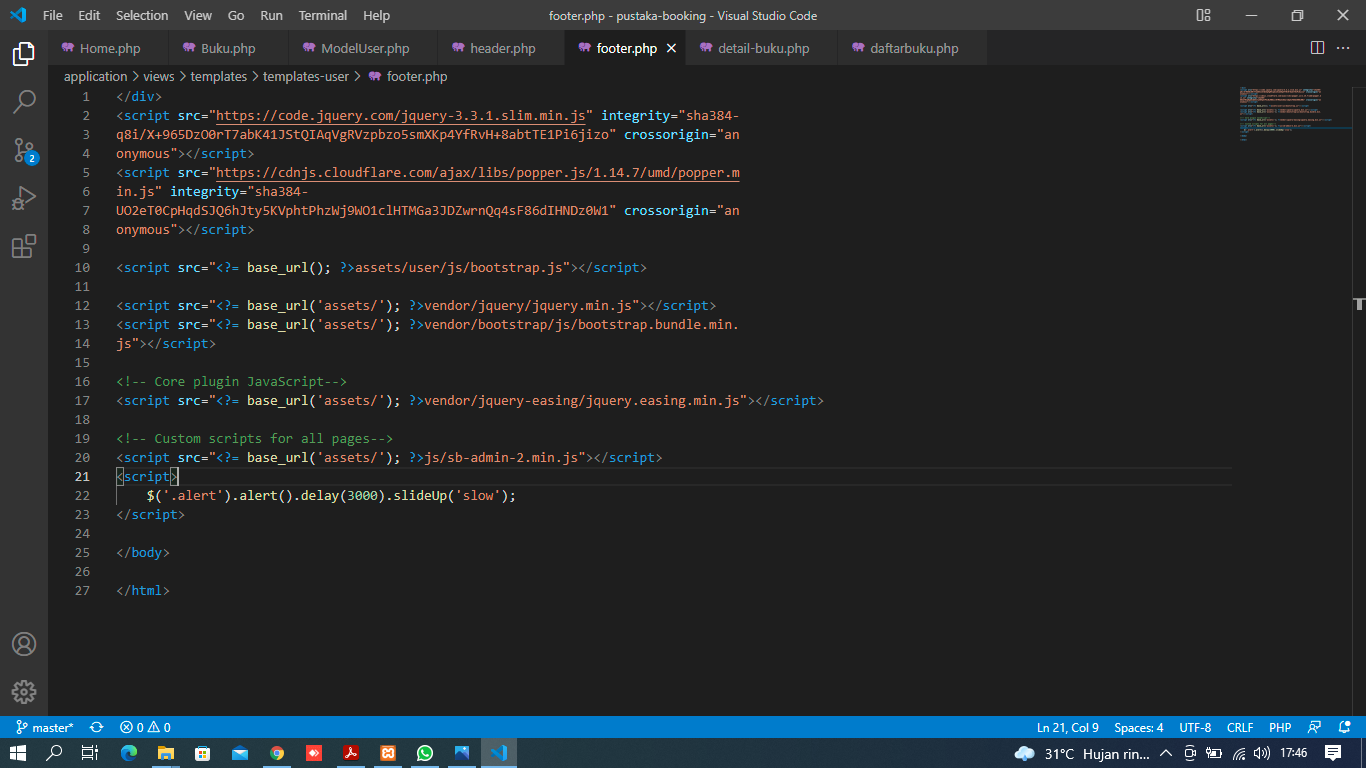 File Edit Selection View Go Run Terminal Help footer.php - pustaka-booking - Visual Studio Code
Home.php Buku.php ModelUser.php header.php footer.php detail-buku.php daftarbuku.php
application > views > templates > templates-user > footer.php
1 </div>
2 <script src="https://code.jquery.com/jquery-3.3.1.slim.min.js" integrity="sha384-
3 q8i/X+965DzO0rT7abK41JStQIAqVgRVzpbzo5smXKp4YfRvH+8abtTE1Pi6jizo" crossorigin="an
4 onymous"></script>
5 <script src="https://cdnjs.cloudflare.com/ajax/libs/popper.js/1.14.7/umd/popper.m
6 in.js" integrity="sha384-
7 UO2eT0CpHqdSJQ6hJty5KVphtPhzWj9WO1clHTMGa3JDZwrnQq4sF86dIHNDz0W1" crossorigin="an
8 onymous"></script>
9
10 <script src="<?= base_url(); ?>assets/user/js/bootstrap.js"></script>
11
12 <script src="<?= base_url('assets/'); ?>vendor/jquery/jquery.min.js"></script>
13 <script src="<?= base_url('assets/'); ?>vendor/bootstrap/js/bootstrap.bundle.min.
14 js"></script>
15
16 <!-- Core plugin JavaScript-->
17 <script src="<?= base_url('assets/'); ?>vendor/jquery-easing/jquery.easing.min.js"></script>
18
19 <!-- Custom scripts for all pages-->
20 <script src="<?= base_url('assets/'); ?>js/sb-admin-2.min.js"></script>
21 <script>
22 $('.alert').alert().delay(3000).slideUp('slow');
23 </script>
24
25 </body>
26
27 </html>
2
master* 0 0 Ln 21, Col 9 Spaces: 4 UTF-8 CRLF PHP
31°C Hujan rin... 17:46